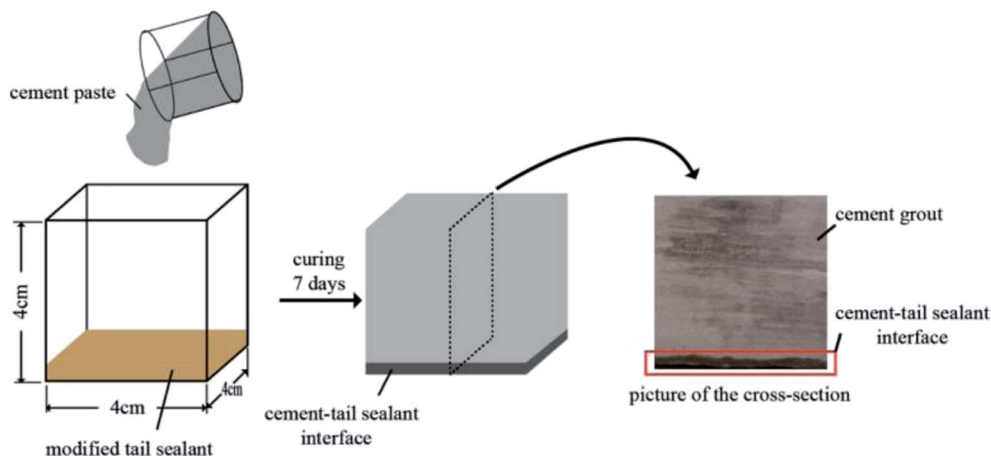 cement paste
4cm
4cm
4cm
modified tail sealant
curing
7 days
cement-tail sealant
interface
cement grout
cement-tail sealant
interface
picture of the cross-section